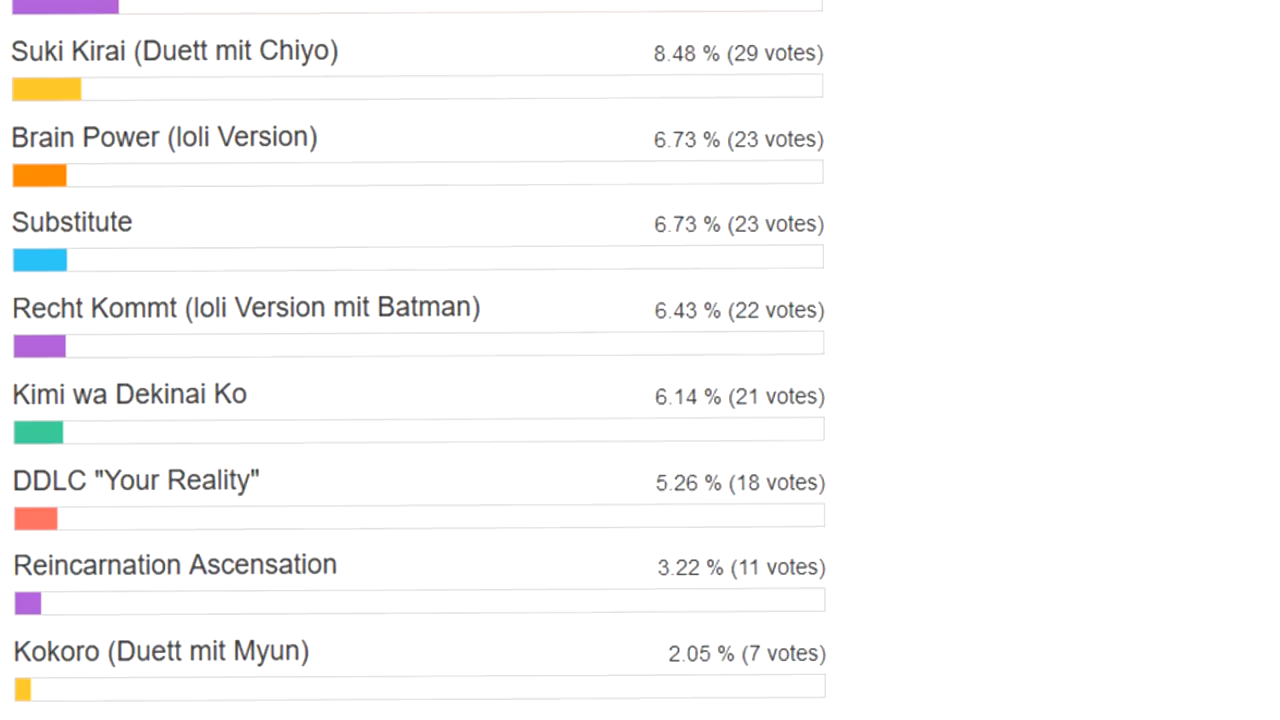 Suki Kirai (Duett mit Chiyo) 8.48 % (29 votes)
Brain Power (loli Version) 6.73 % (23 votes)
Substitute 6.73 % (23 votes)
Recht Kommt (loli Version mit Batman) 6.43 % (22 votes)
Kimi wa Dekinai Ko 6.14 % (21 votes)
DDLC "Your Reality" 5.26 % (18 votes)
Reincarnation Ascensation 3.22 % (11 votes)
Kokoro (Duett mit Myun) 2.05 % (7 votes)